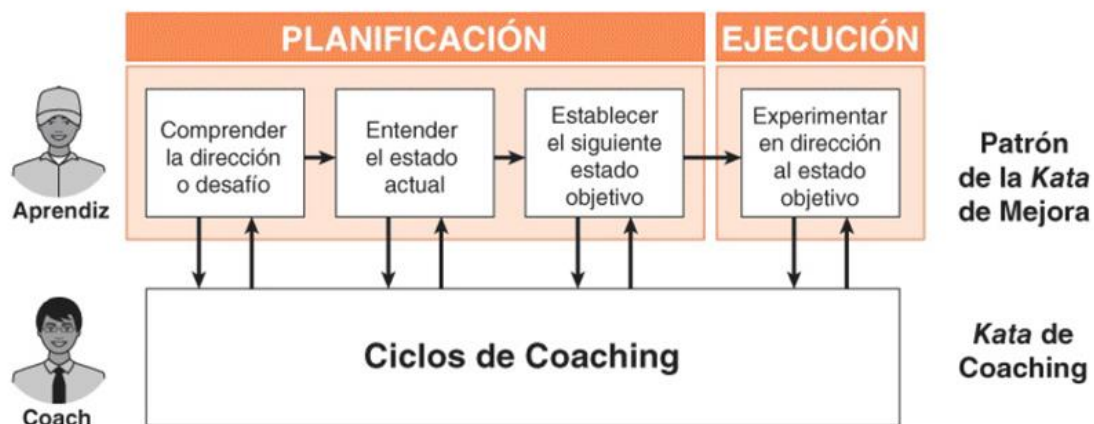 PLANIFICACIÓN
EJECUCIÓN
Comprender
la dirección
o desafío
Entender
el estado
actual
Establecer
el siguiente
estado
objetivo
Experimentar
en dirección
al estado
objetivo
Aprendiz
Patrón
de la Kata
de Mejora
Ciclos de Coaching
Coach
Kata de
Coaching